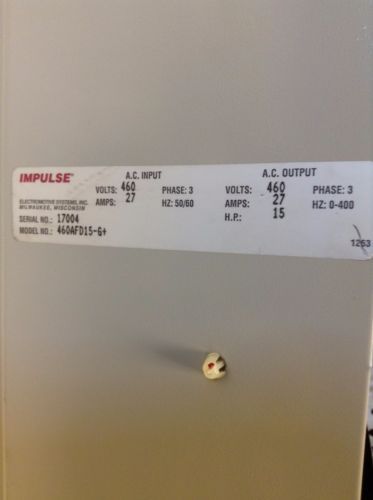 IMPULSE®
ELECTROMOTIVE SYSTEMS, INC.
MILWAUKEE, WISCONSIN
SERIAL NO.: 17004
MODEL NO.: 460AFD15-G+
A.C. INPUT
VOLTS: 460 PHASE: 3
AMPS: 27 HZ: 50/60
A.C. OUTPUT
VOLTS: 460 PHASE: 3
AMPS: 27 HZ: 0-400
H.P.: 15
1263